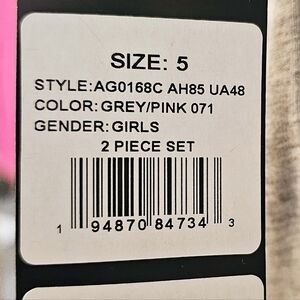 SIZE: 5
STYLE:AG0168C AH85 UA48
COLOR: GREY/PINK 071
GENDER: GIRLS
2 PIECE SET
1 94870 84734 3